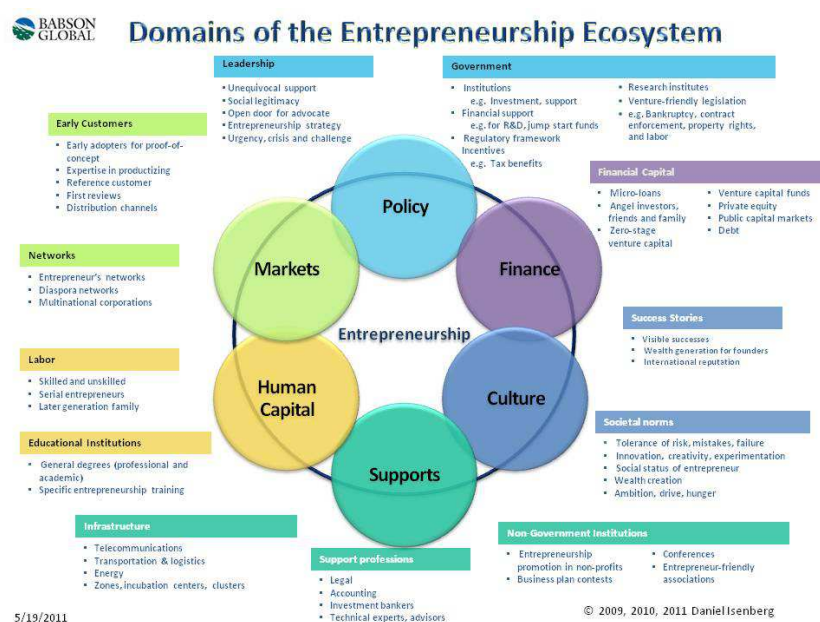 BABSON
GLOBAL
Domains of the Entrepreneurship Ecosystem
Leadership
▪ Unequivocal support
▪ Social legitimacy
▪ Open door for advocate
▪ Entrepreneurship strategy
▪ Urgency, crisis and challenge
Government
▪ Institutions
e.g. Investment, support
▪ Financial support
e.g. for R&D, jump start funds
▪ Regulatory framework
Incentives
e.g. Tax benefits
▪ Research institutes
▪ Venture-friendly legislation
▪ e.g. Bankruptcy, contract
enforcement, property rights,
and labor
Early Customers
▪ Early adopters for proof-of-
concept
▪ Expertise in productizing
▪ Reference customer
▪ First reviews
▪ Distribution channels
Financial Capital
▪ Micro-loans
▪ Angel investors,
friends and family
▪ Zero-stage
venture capital
▪ Venture capital funds
▪ Private equity
▪ Public capital markets
▪ Debt
Networks
▪ Entrepreneur's networks
▪ Diaspora networks
▪ Multinational corporations
Policy
Markets
Finance
Entrepreneurship
Human
Capital
Culture
Supports
Success Stories
▪ Visible successes
▪ Wealth generation for founders
▪ International reputation
Labor
▪ Skilled and unskilled
▪ Serial entrepreneurs
▪ Later generation family
Societal norms
▪ Tolerance of risk, mistakes, failure
▪ Innovation, creativity, experimentation
▪ Social status of entrepreneur
▪ Wealth creation
▪ Ambition, drive, hunger
Educational Institutions
▪ General degrees (professional and
academic)
▪ Specific entrepreneurship training
Infrastructure
▪ Telecommunications
▪ Transportation & logistics
▪ Energy
▪ Zones, incubation centers, clusters
Support professions
▪ Legal
▪ Accounting
▪ Investment bankers
▪ Technical experts, advisors
Non-Government Institutions
▪ Entrepreneurship
promotion in non-profits
▪ Business plan contests
▪ Conferences
▪ Entrepreneur-friendly
associations
5/19/2011
© 2009, 2010, 2011 Daniel Isenberg